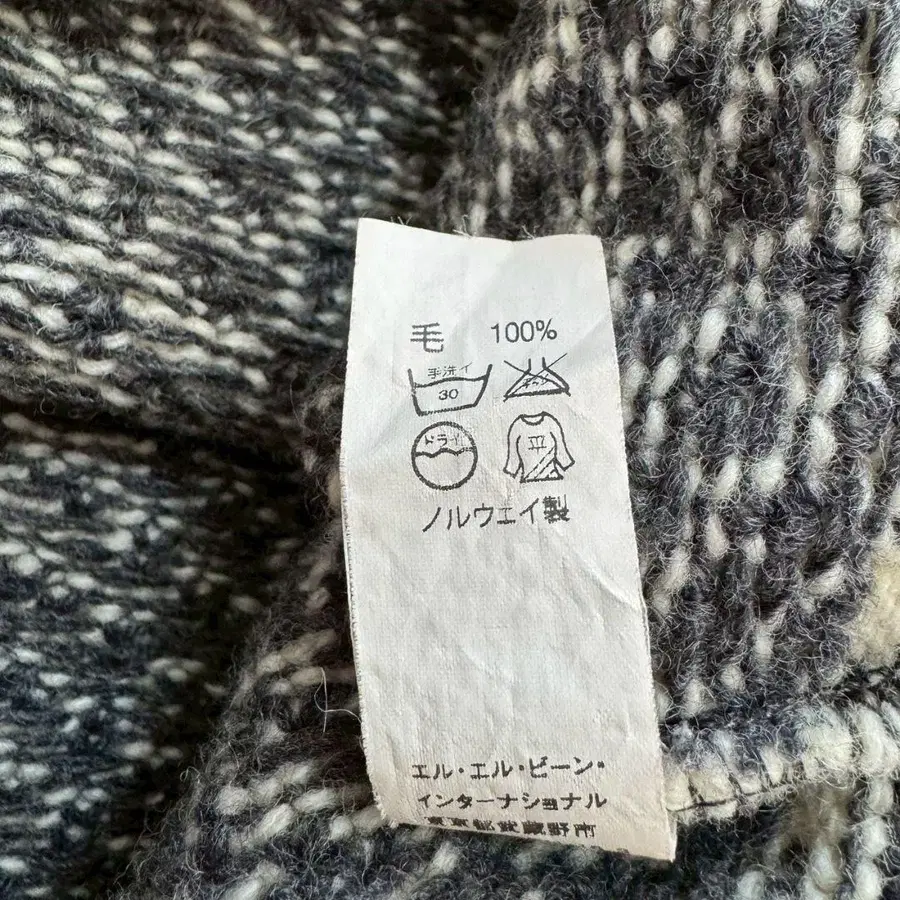 毛 100%
手洗イ
30
ドライ
平
ノルウェイ製
エル・エル・ビーン・
インターナショナル
東京都武蔵野市